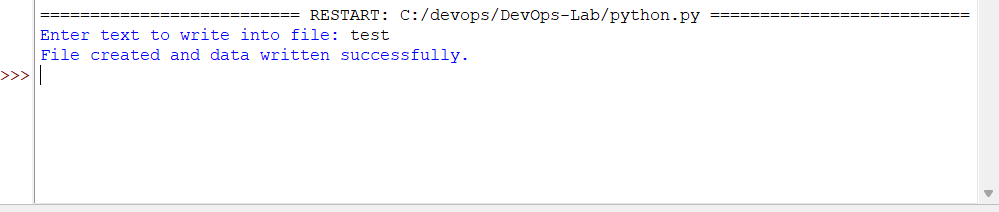 ========================== RESTART: C:/devops/DevOps-Lab/python.py ==========================
Enter text to write into file: test
File created and data written successfully.
>>>